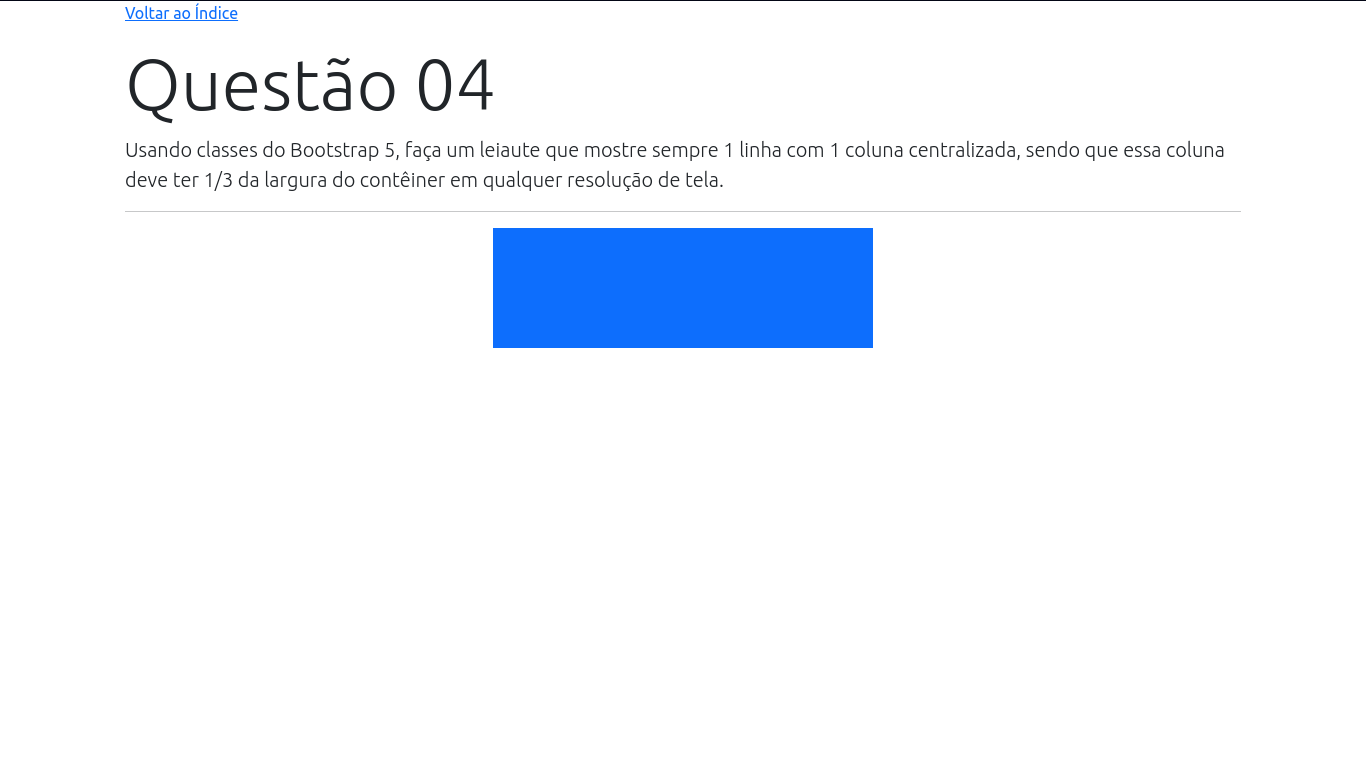 Voltar ao Índice
Questão 04
Usando classes do Bootstrap 5, faça um leiaute que mostre sempre 1 linha com 1 coluna centralizada, sendo que essa coluna
deve ter 1/3 da largura do contêiner em qualquer resolução de tela.